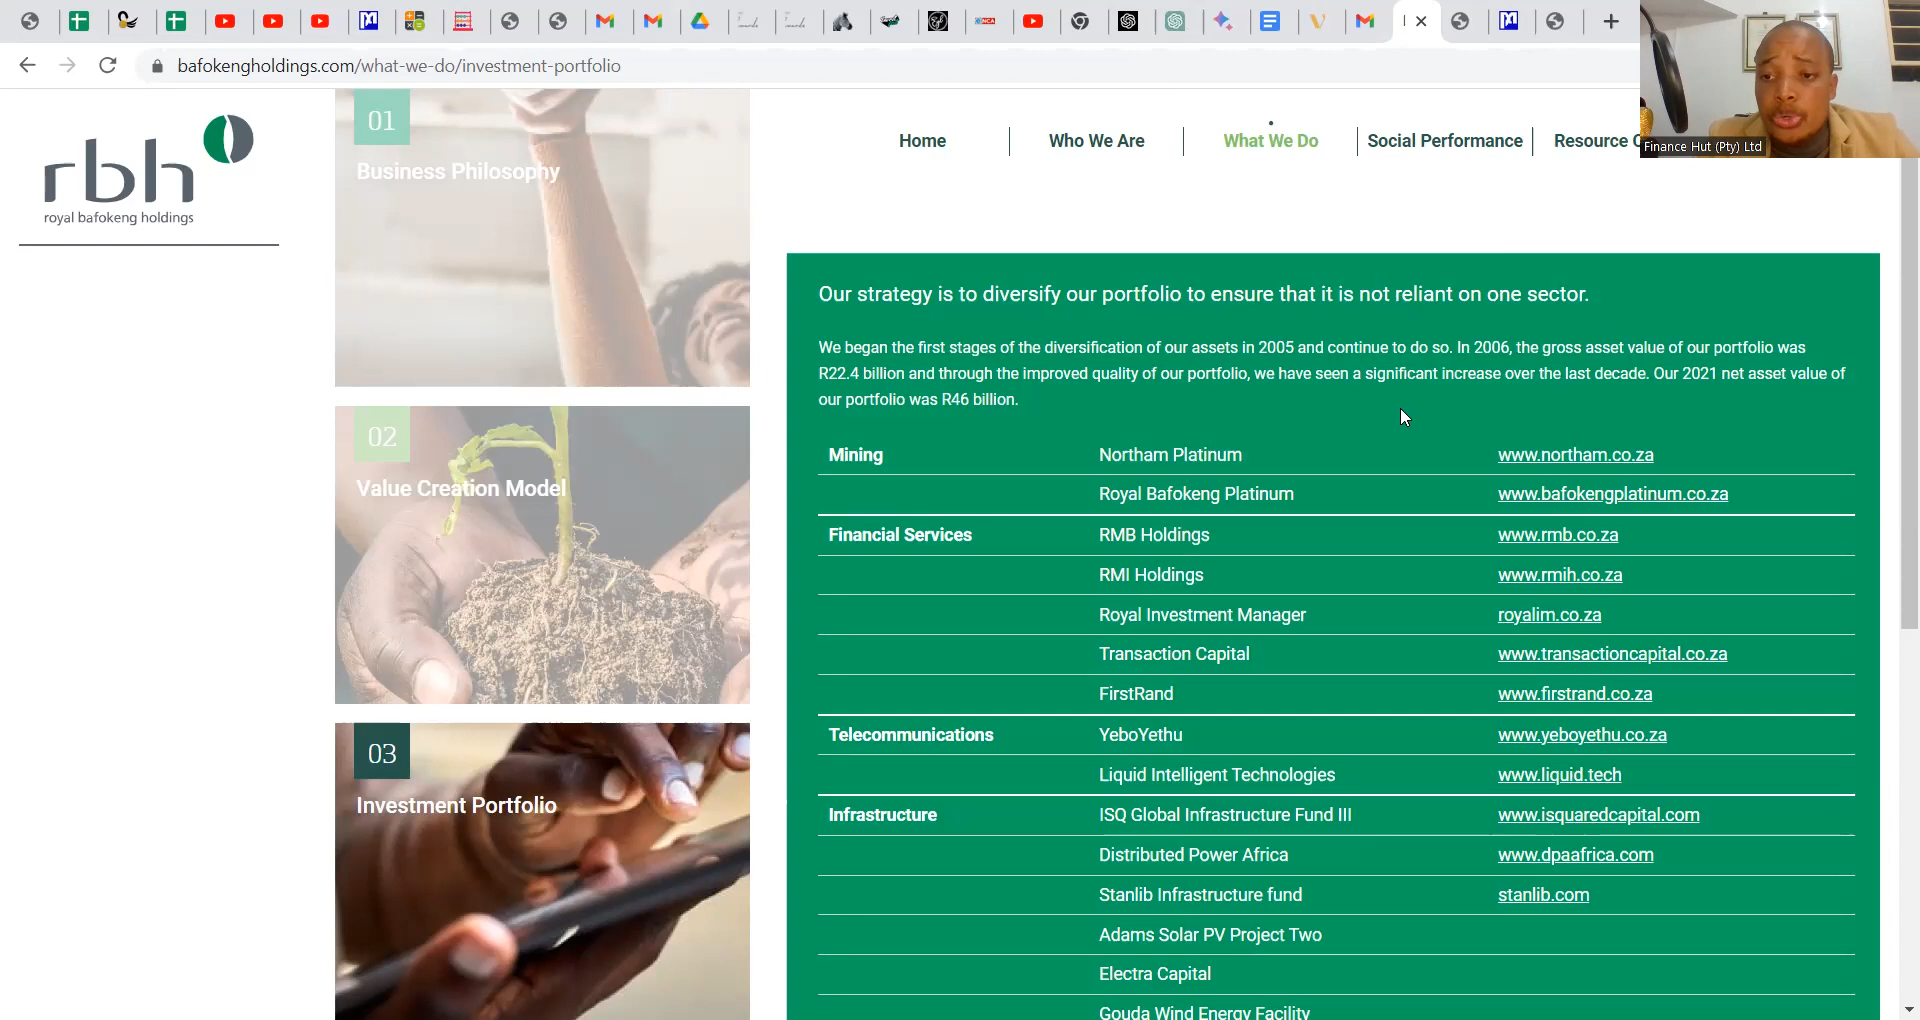 bafokengholdings.com/what-we-do/investment-portfolio
Finance Hut (Pty) Ltd
rbh
royal bafokeng holdings
Home
Who We Are
What We Do
Social Performance
Resource
01
Business Philosophy
02
Value Creation Model
03
Investment Portfolio
Our strategy is to diversify our portfolio to ensure that it is not reliant on one sector.
We began the first stages of the diversification of our assets in 2005 and continue to do so. In 2006, the gross asset value of our portfolio was
R22.4 billion and through the improved quality of our portfolio, we have seen a significant increase over the last decade. Our 2021 net asset value of
our portfolio was R46 billion.
Mining Northam Platinum www.northam.co.za
Royal Bafokeng Platinum www.bafokengplatinum.co.za
Financial Services RMB Holdings www.rmb.co.za
RMI Holdings www.rmih.co.za
Royal Investment Manager royalim.co.za
Transaction Capital www.transactioncapital.co.za
FirstRand www.firstrand.co.za
Telecommunications YeboYethu www.yeboyethu.co.za
Liquid Intelligent Technologies www.liquid.tech
Infrastructure ISQ Global Infrastructure Fund III www.isquaredcapital.com
Distributed Power Africa www.dpaafrica.com
Stanlib Infrastructure fund stanlib.com
Adams Solar PV Project Two
Electra Capital
Gouda Wind Energy Facility